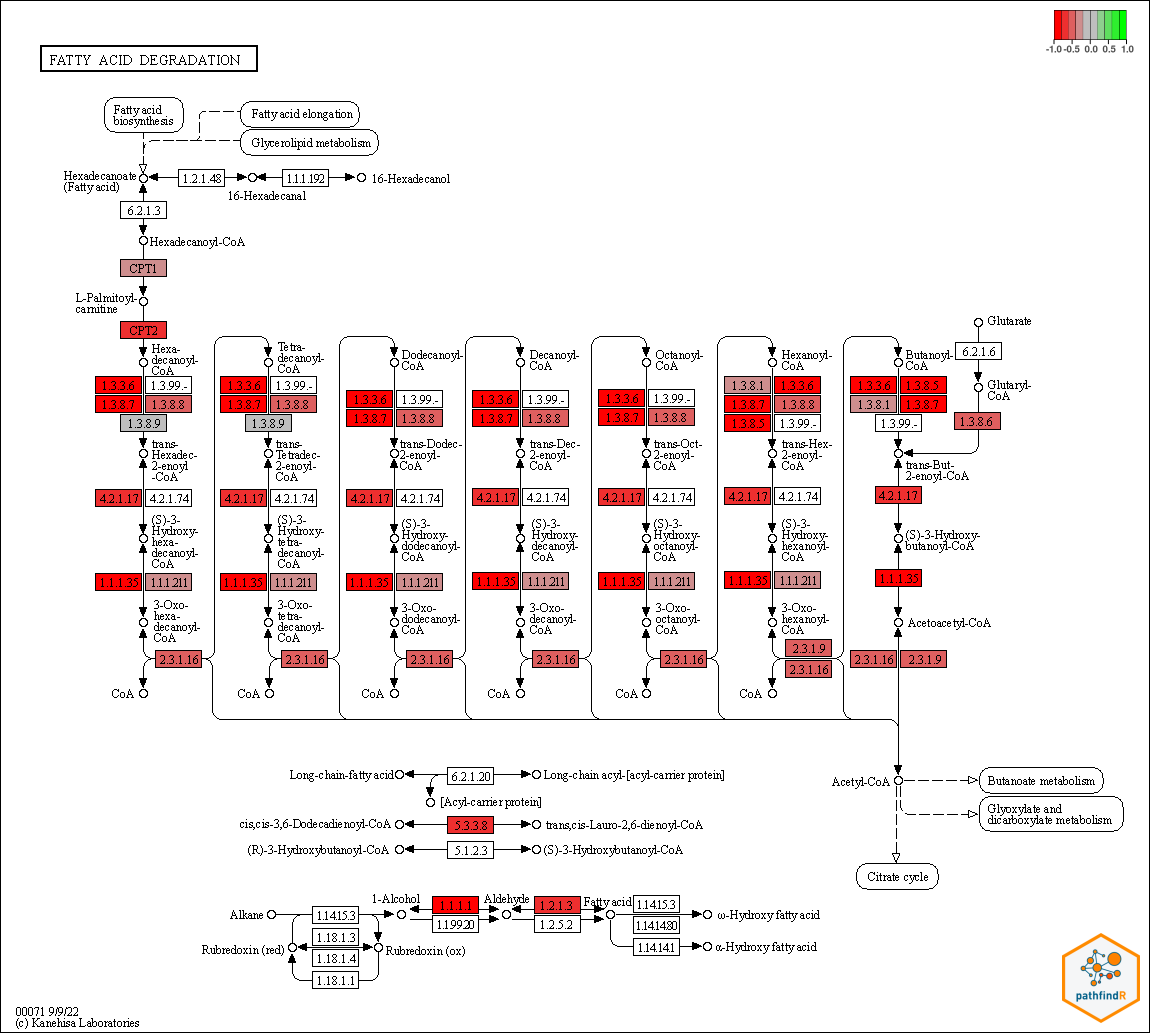 -1.0 -0.5 0.0 0.5 1.0
FATTY ACID DEGRADATION
Fatty acid
biosynthesis
Fatty acid elongation
Glycerolipid metabolism
Hexadecanoate
(Fatty acid)
1.2.1.48
1.1.1.192
16-Hexadecanol
16-Hexadecanal
6.2.1.3
Hexadecanoyl-CoA
CPT1
L-Palmitoyl-
carnitine
CPT2
Hexa-
decanoyl-
CoA
Tetra-
decanoyl-
CoA
Dodecanoyl-
CoA
Decanoyl-
CoA
Octanoyl-
CoA
Hexanoyl-
CoA
Butanoyl-
CoA
Glutarate
6.2.1.6
Glutaryl-
CoA
1.3.8.6
1.3.3.6 1.3.99.-
1.3.8.7 1.3.8.8
1.3.8.9
1.3.3.6 1.3.99.-
1.3.8.7 1.3.8.8
1.3.8.9
1.3.3.6 1.3.99.-
1.3.8.7 1.3.8.8
1.3.3.6 1.3.99.-
1.3.8.7 1.3.8.8
1.3.3.6 1.3.99.-
1.3.8.7 1.3.8.8
1.3.8.1 1.3.3.6
1.3.8.7 1.3.8.8
1.3.8.5 1.3.99.-
1.3.3.6 1.3.8.5
1.3.8.1 1.3.8.7
1.3.99.-
trans-
Hexadec-
2-enoyl
-CoA
trans-
Tetradec-
2-enoyl-
CoA
trans-Dodec-
2-enoyl-
CoA
trans-Dec-
2-enoyl-
CoA
trans-Oct-
2-enoyl-
CoA
trans-Hex-
2-enoyl-
CoA
trans-But-
2-enoyl-CoA
4.2.1.17 4.2.1.74
4.2.1.17 4.2.1.74
4.2.1.17 4.2.1.74
4.2.1.17 4.2.1.74
4.2.1.17 4.2.1.74
4.2.1.17 4.2.1.74
4.2.1.17
(S)-3-
Hydroxy-
hexa-
decanoyl-
CoA
(S)-3-
Hydroxy-
tetra-
decanoyl-
CoA
(S)-3-
Hydroxy-
dodecanoyl-
CoA
(S)-3-
Hydroxy-
decanoyl-
CoA
(S)-3-
Hydroxy-
octanoyl-
CoA
(S)-3-
Hydroxy-
hexanoyl-
CoA
(S)-3-Hydroxy-
butanoyl-CoA
1.1.1.35 1.1.1.211
1.1.1.35 1.1.1.211
1.1.1.35 1.1.1.211
1.1.1.35 1.1.1.211
1.1.1.35 1.1.1.211
1.1.1.35 1.1.1.211
1.1.1.35
3-Oxo-
hexa-
decanoyl-
CoA
3-Oxo-
tetra-
decanoyl-
CoA
3-Oxo-
dodecanoyl-
CoA
3-Oxo-
decanoyl-
CoA
3-Oxo-
octanoyl-
CoA
3-Oxo-
hexanoyl-
CoA
Acetoacetyl-CoA
2.3.1.16
2.3.1.16
2.3.1.16
2.3.1.16
2.3.1.16
2.3.1.9
2.3.1.16
2.3.1.16 2.3.1.9
CoA
CoA
CoA
CoA
CoA
CoA
Long-chain-fatty acid
6.2.1.20
Long-chain acyl-[acyl-carrier protein]
[Acyl-carrier protein]
cis,cis-3,6-Dodecadienoyl-CoA
5.3.3.8
trans,cis-Lauro-2,6-dienoyl-CoA
(R)-3-Hydroxybutanoyl-CoA
5.1.2.3
(S)-3-Hydroxybutanoyl-CoA
Acetyl-CoA
Butanoate metabolism
Glyoxylate and
dicarboxylate metabolism
Citrate cycle
Alkane
1.14.15.3
1-Alcohol
1.1.1.1
1.1.99.20
Aldehyde
1.2.1.3
1.2.5.2
Fatty acid
1.14.15.3
1.14.14.80
1.14.14.1
ω-Hydroxy fatty acid
α-Hydroxy fatty acid
Rubredoxin (red)
1.18.1.3
1.18.1.4
1.18.1.1
Rubredoxin (ox)
pathfindR
00071 9/9/22
(c) Kanehisa Laboratories